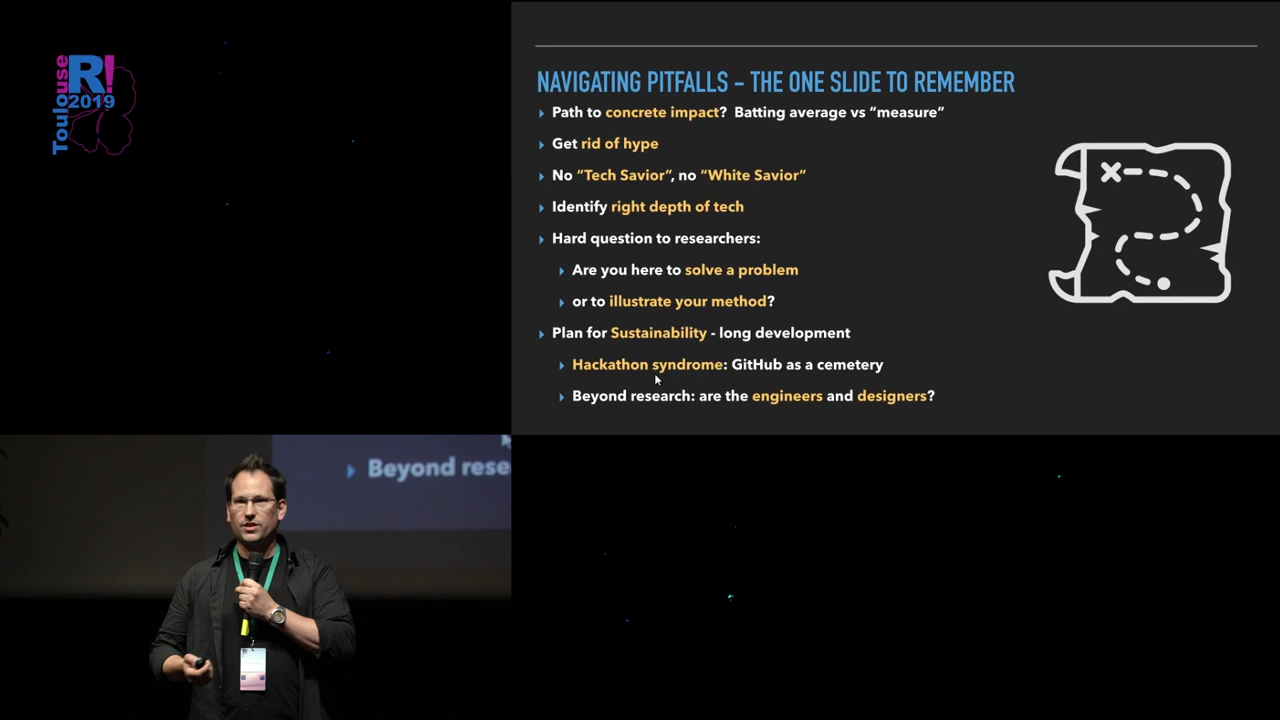 Toulouse
R!
2019
NAVIGATING PITFALLS – THE ONE SLIDE TO REMEMBER
Path to concrete impact? Batting average vs “measure”
Get rid of hype
No “Tech Savior”, no “White Savior”
Identify right depth of tech
Hard question to researchers:
Are you here to solve a problem
or to illustrate your method?
Plan for Sustainability - long development
Hackathon syndrome: GitHub as a cemetery
Beyond research: are the engineers and designers?
Beyond rese